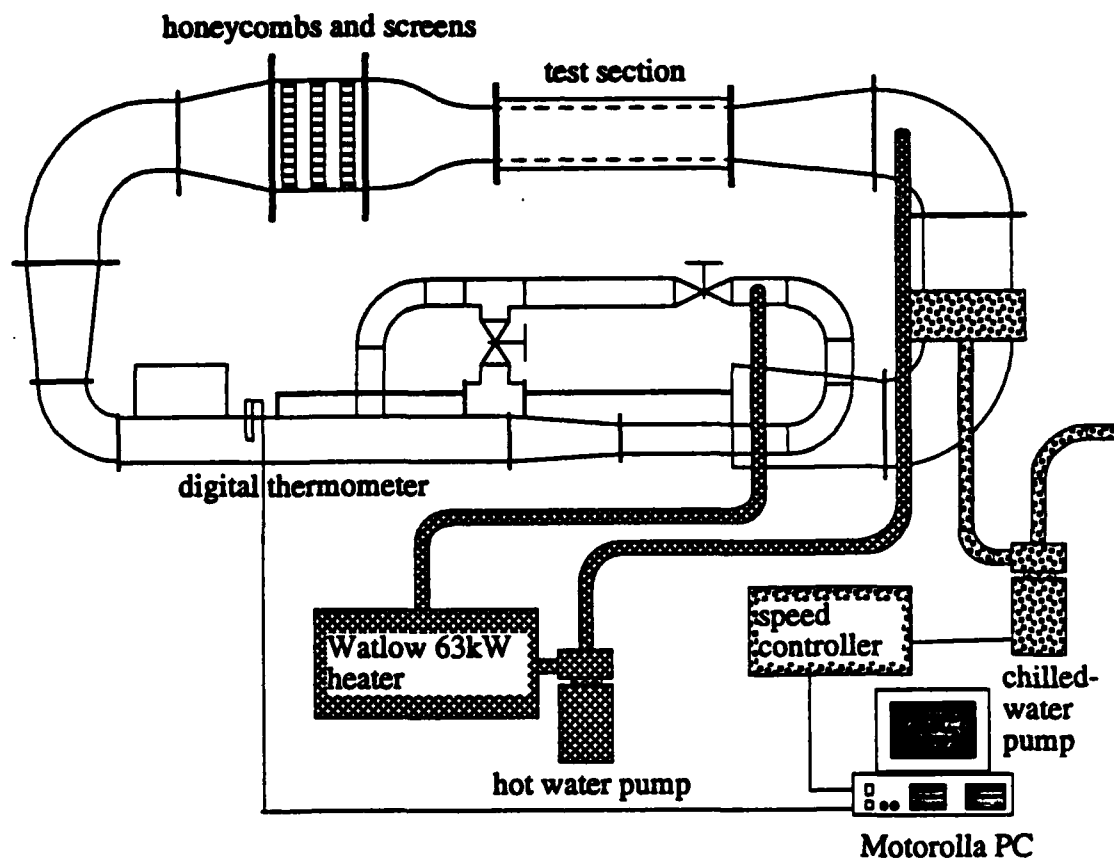 honeycombs and screens
test section
digital thermometer
Watlow 63kW
heater
speed
controller
chilled-
water
pump
hot water pump
Motorolla PC